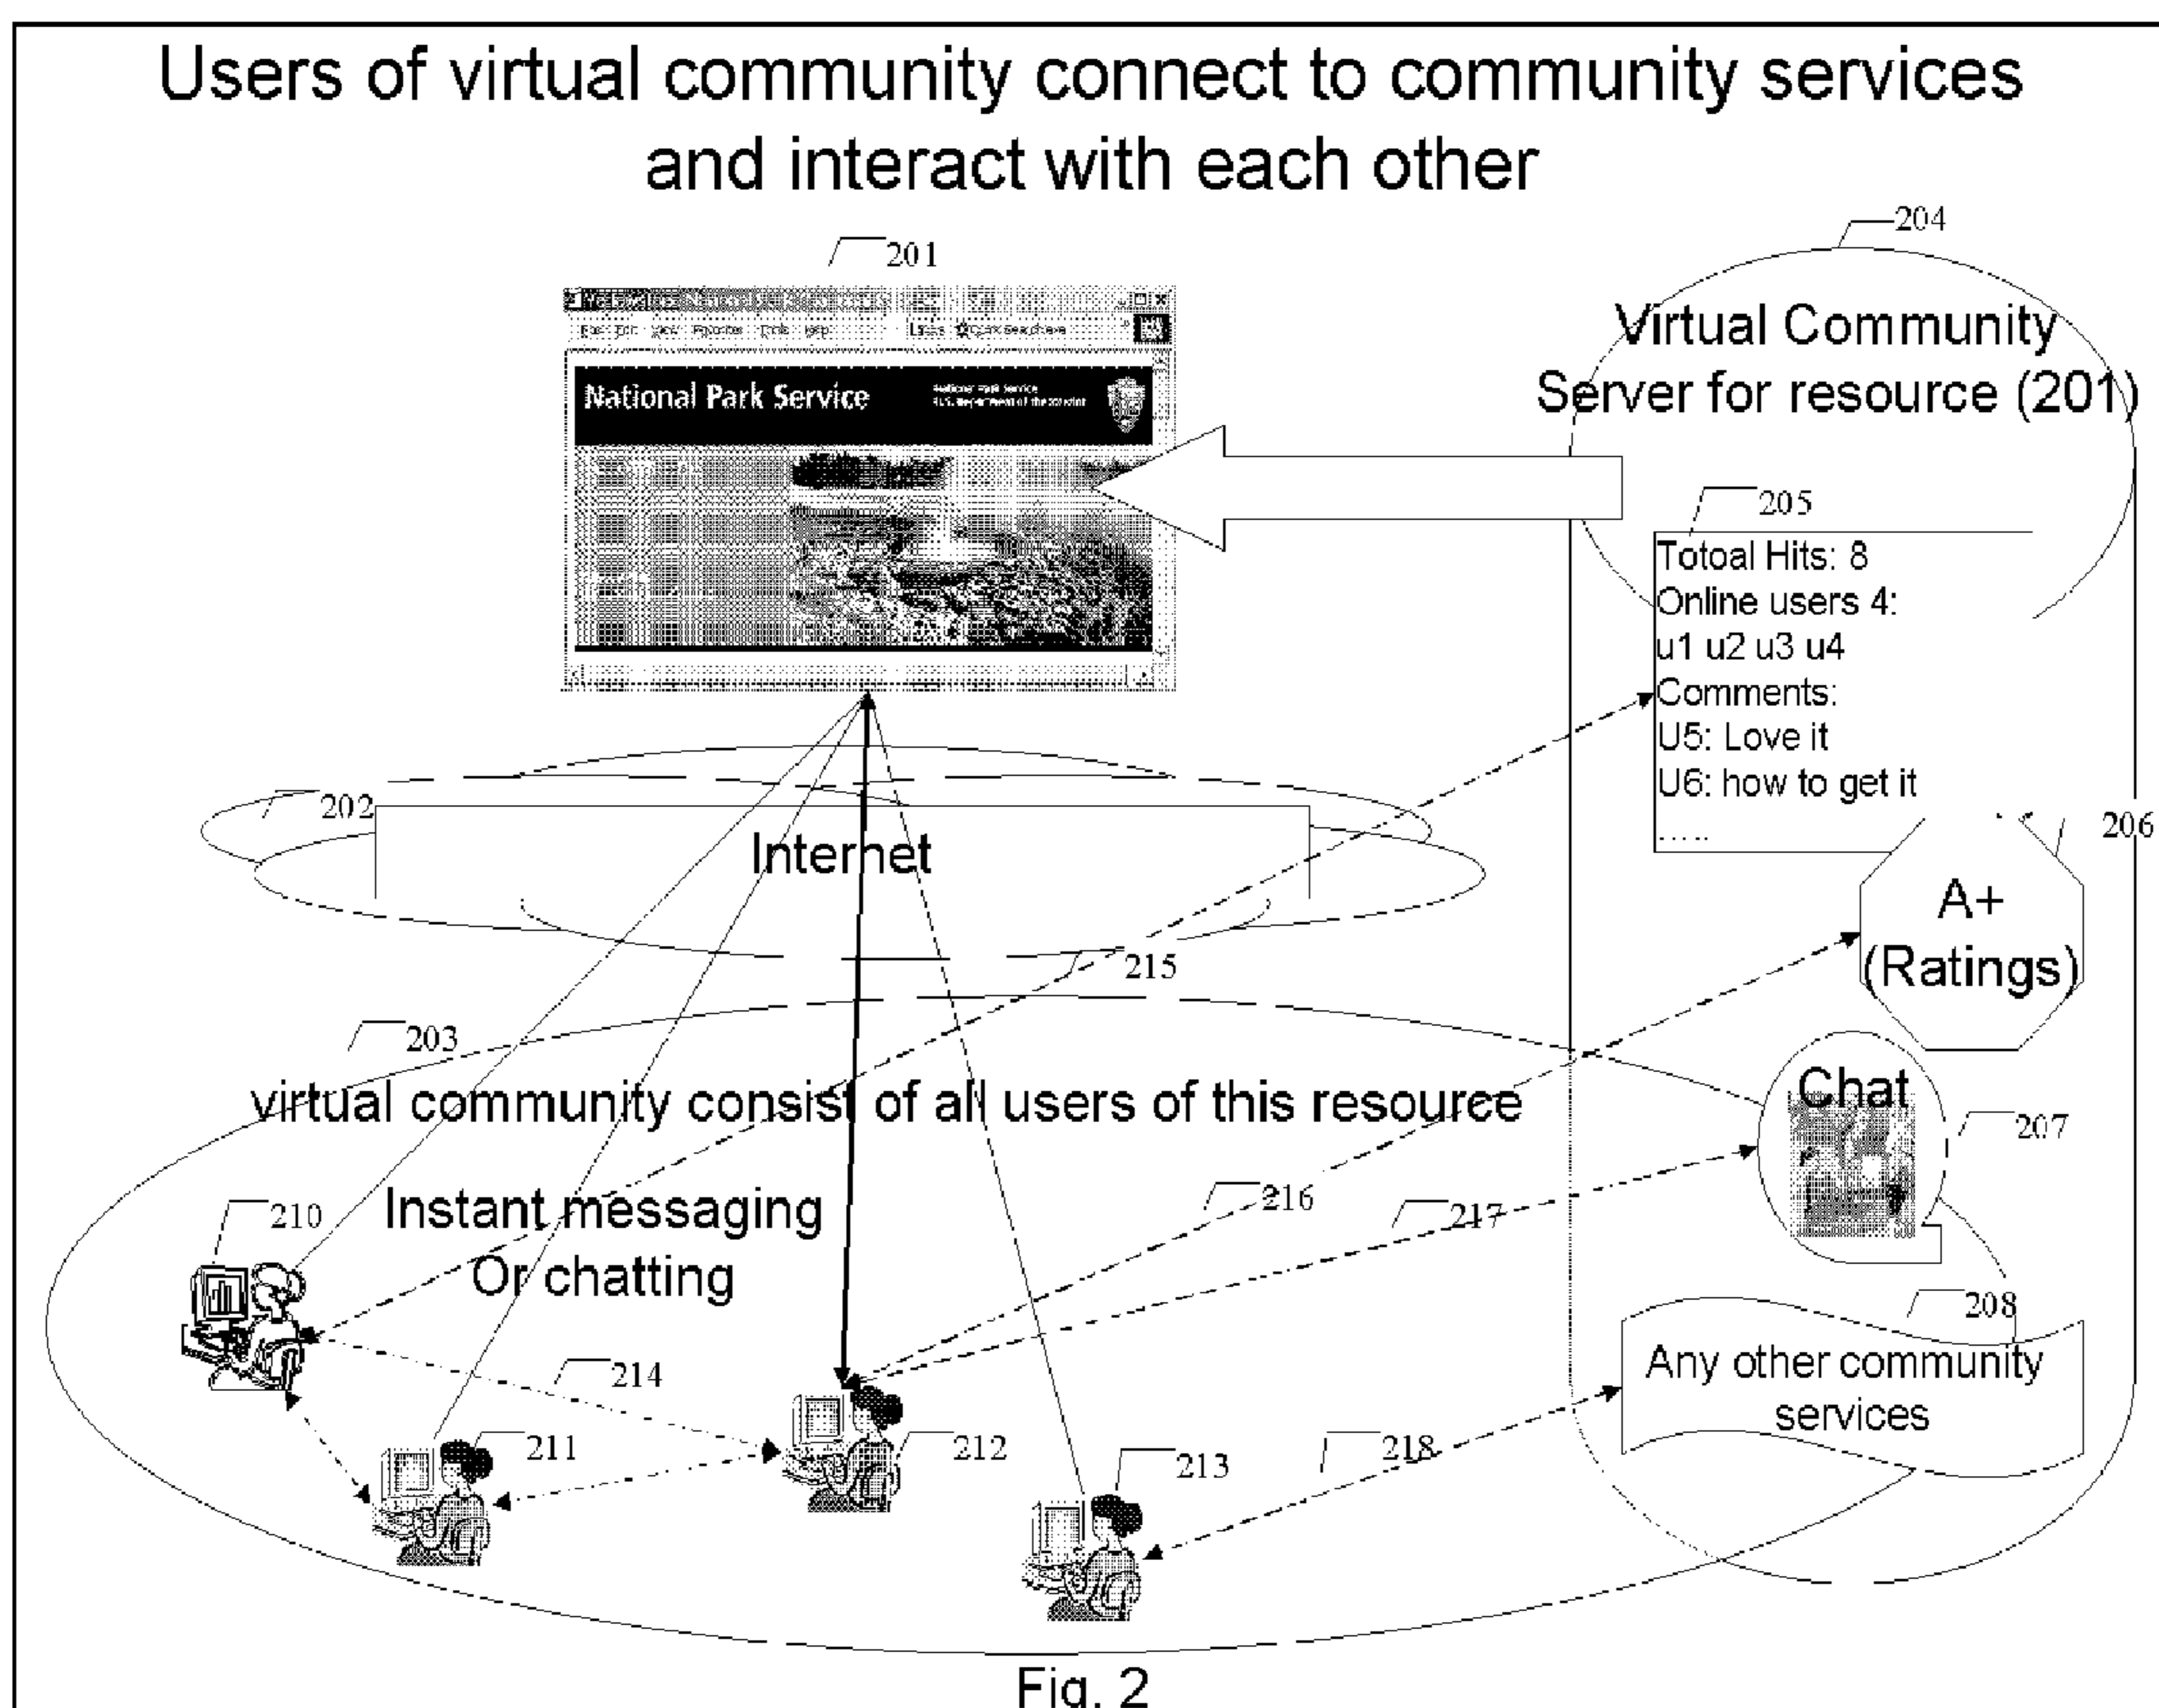 Users of virtual community connect to community services
and interact with each other
204
201
Virtual Community
Server for resource (201)
National Park Service
205
Totoal Hits: 8
Online users 4:
u1 u2 u3 u4
Comments:
U5: Love it
U6: how to get it
.....
202
Internet
206
A+
(Ratings)
215
203
virtual community consist of all users of this resource
Chat
207
Instant messaging
Or chatting
210
216
217
208
Any other community
services
214
211
212
213
218
Fig. 2